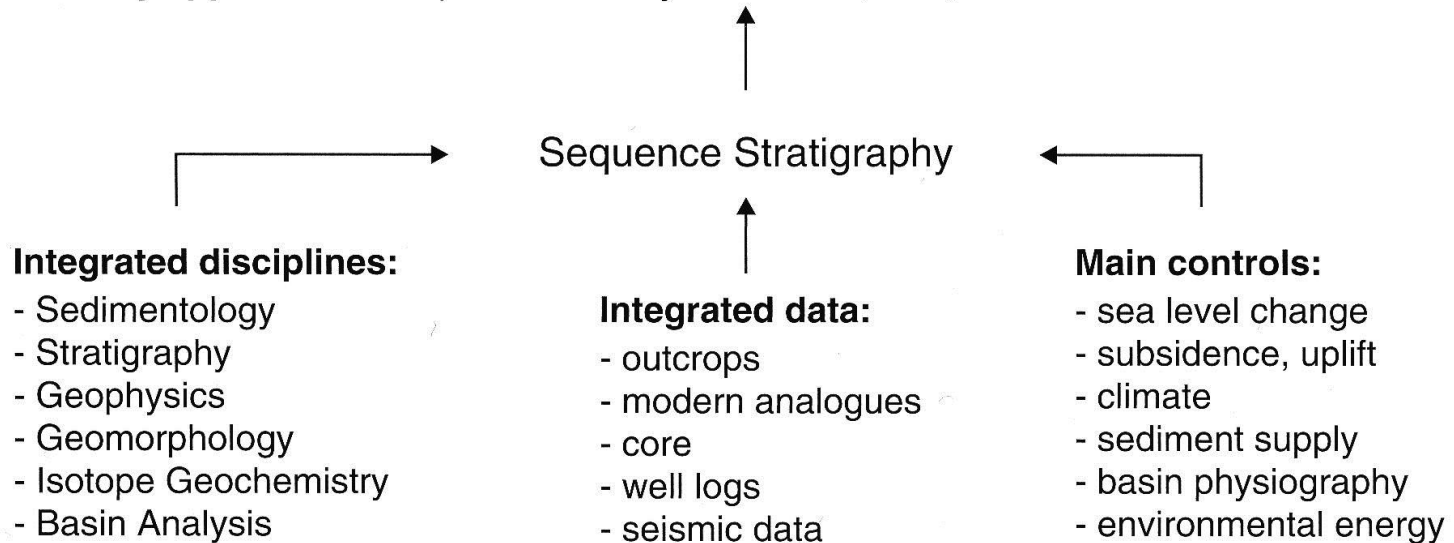 Sequence Stratigraphy
Integrated disciplines:
- Sedimentology
- Stratigraphy
- Geophysics
- Geomorphology
- Isotope Geochemistry
- Basin Analysis
Integrated data:
- outcrops
- modern analogues
- core
- well logs
- seismic data
Main controls:
- sea level change
- subsidence, uplift
- climate
- sediment supply
- basin physiography
- environmental energy